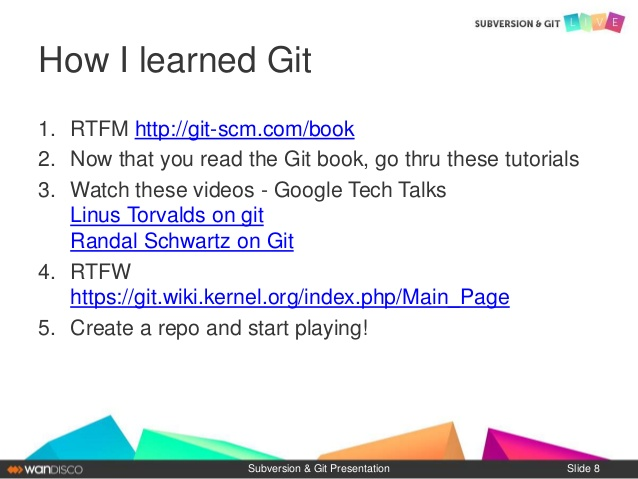 SUBVERSION & GIT LIVE
How I learned Git
1. RTFM http://git-scm.com/book
2. Now that you read the Git book, go thru these tutorials
3. Watch these videos - Google Tech Talks
Linus Torvalds on git
Randal Schwartz on Git
4. RTFW
https://git.wiki.kernel.org/index.php/Main_Page
5. Create a repo and start playing!
WANDISCO Subversion & Git Presentation Slide 8